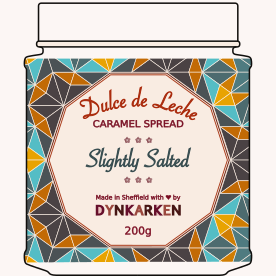 Dulce de Leche
CARAMEL SPREAD
Slightly Salted
Made in Sheffield with ♥ by
DYNKARKEN
200g